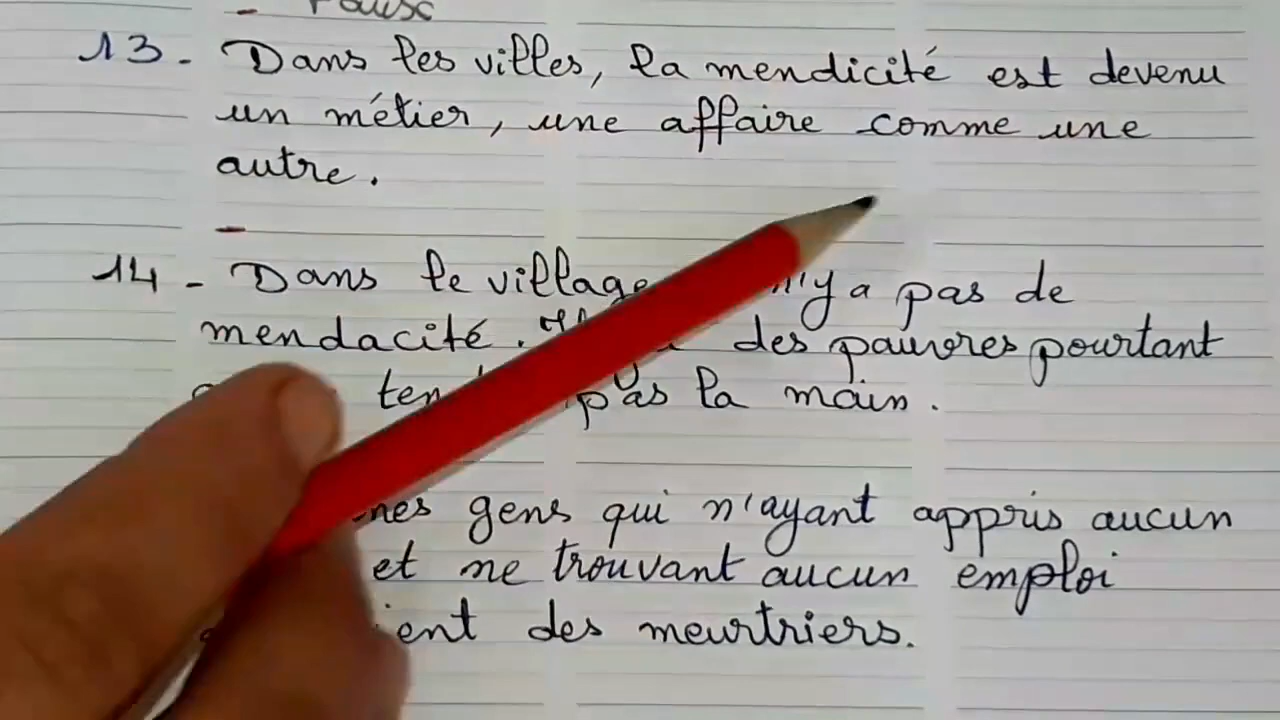 - Fausse
13 - Dans les villes, la mendicité est devenu
un métier, une affaire comme une
autre.
-
14 - Dans le village n'y a pas de
mendacité. des pauvres pourtant
pas la main.
gens qui n'ayant appris aucun
et ne trouvant aucun emploi
des meurtriers.